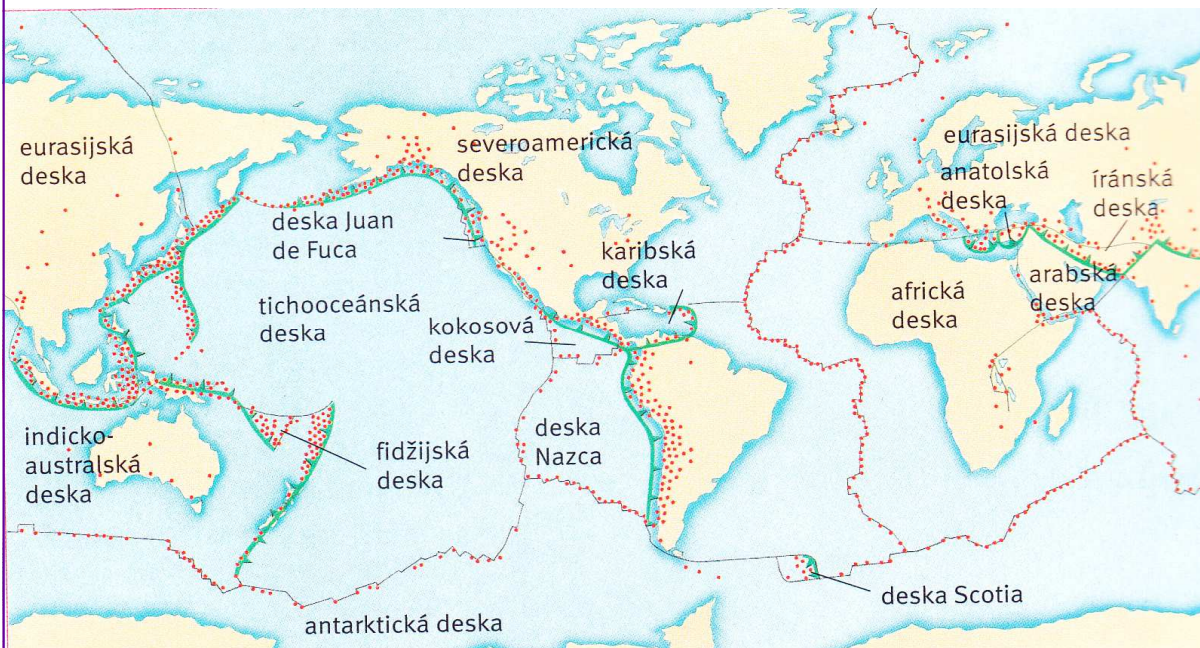 eurasijská
deska
severoamerická
deska
eurasijská deska
anatolská
deska
íránská
deska
deska Juan
de Fuca
karibská
deska
arabská
deska
africká
deska
tichooceánská
deska
kokosová
deska
indicko-
australská
deska
fidžijská
deska
deska
Nazca
deska Scotia
antarktická deska